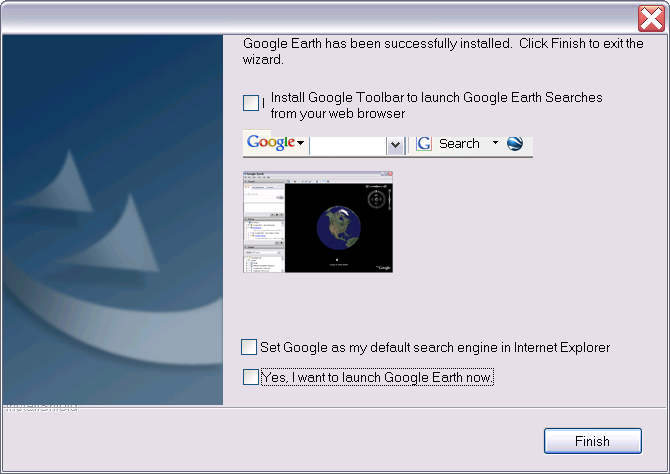 Google Earth has been successfully installed.  Click Finish to exit the
wizard.
Install Google Toolbar to launch Google Earth Searches
from your web browser
Google
G Search
Set Google as my default search engine in Internet Explorer
Yes, I want to launch Google Earth now.
InstallShield
Finish